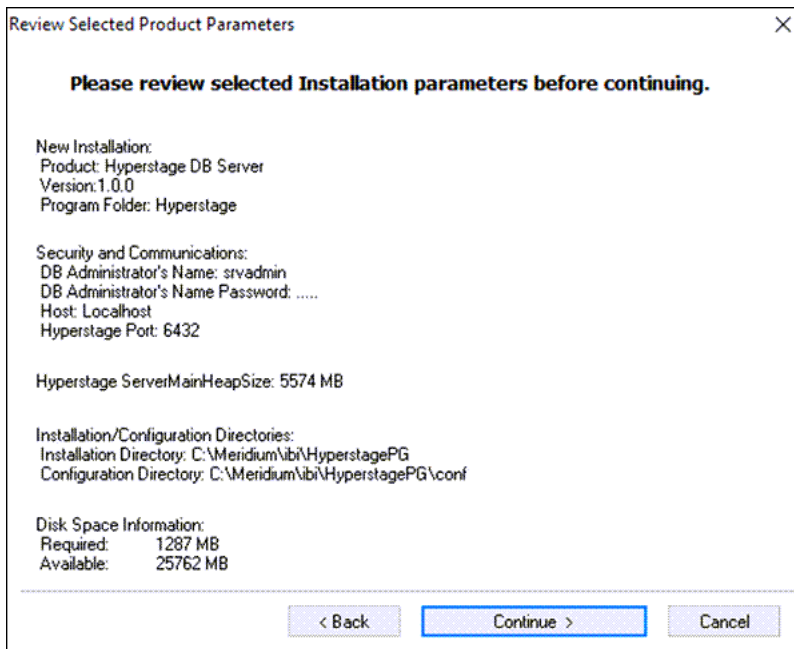 Review Selected Product Parameters
Please review selected Installation parameters before continuing.
New Installation:
Product: Hyperstage DB Server
Version:1.0.0
Program Folder: Hyperstage
Security and Communications:
DB Administrator's Name: srvadmin
DB Administrator's Name Password: .....
Host: Localhost
Hyperstage Port: 6432
Hyperstage ServerMainHeapSize: 5574 MB
Installation/Configuration Directories:
Installation Directory: C:\Meridium\ibi\HyperstagePG
Configuration Directory: C:\Meridium\ibi\HyperstagePG\conf
Disk Space Information:
Required: 1287 MB
Available: 25762 MB
< Back Continue > Cancel